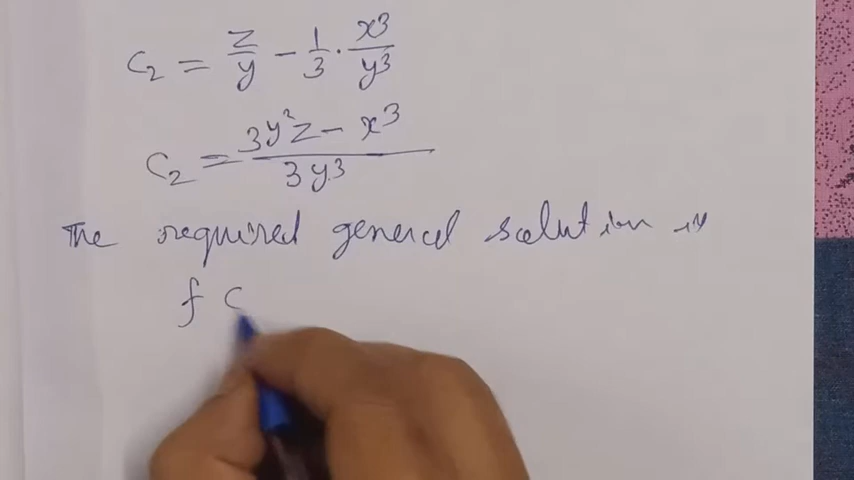 C₂ = z/y - 1/3 · x³/y³
C₂ = 3y²z - x³ / 3y³
The required general solution is
f (